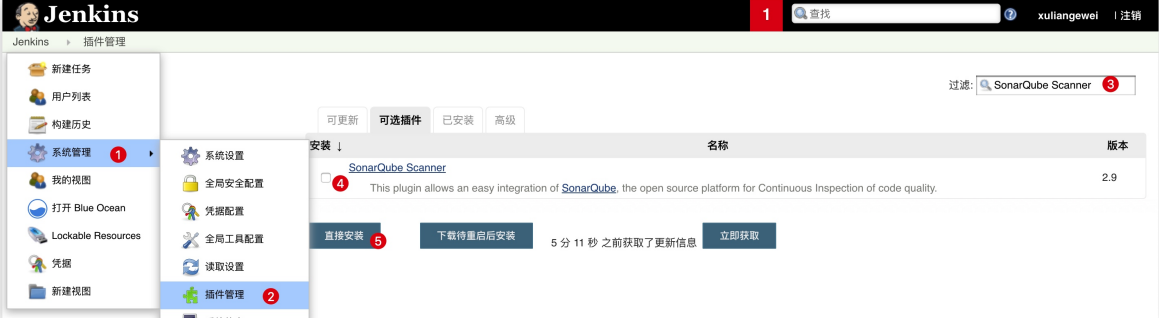 Jenkins
1
查找
xuliangewei
注销
Jenkins
插件管理
新建任务
用户列表
构建历史
系统管理
1
我的视图
打开 Blue Ocean
Lockable Resources
凭据
新建视图
系统设置
全局安全配置
凭据配置
全局工具配置
读取设置
插件管理
2
过滤:
SonarQube Scanner
3
可更新
可选插件
已安装
高级
安装 ↓
名称
版本
SonarQube Scanner
4
This plugin allows an easy integration of SonarQube, the open source platform for Continuous Inspection of code quality.
2.9
直接安装
5
下载待重启后安装
5 分 11 秒 之前获取了更新信息
立即获取